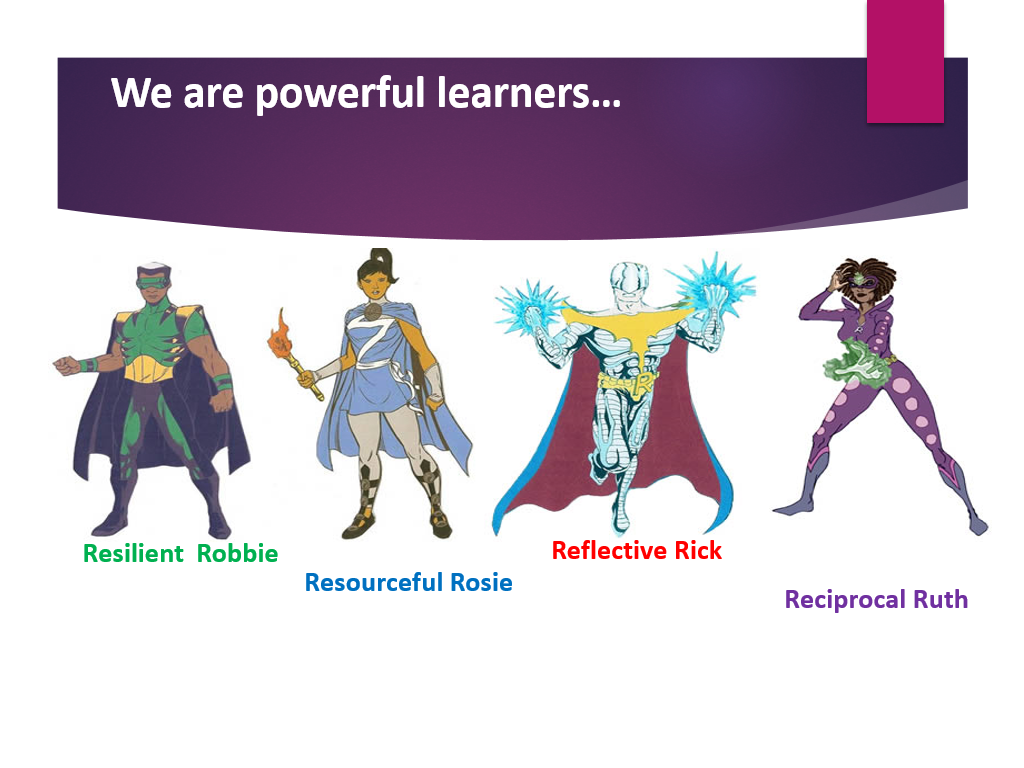 We are powerful learners...
Resilient  Robbie
Resourceful Rosie
Reflective Rick
Reciprocal Ruth